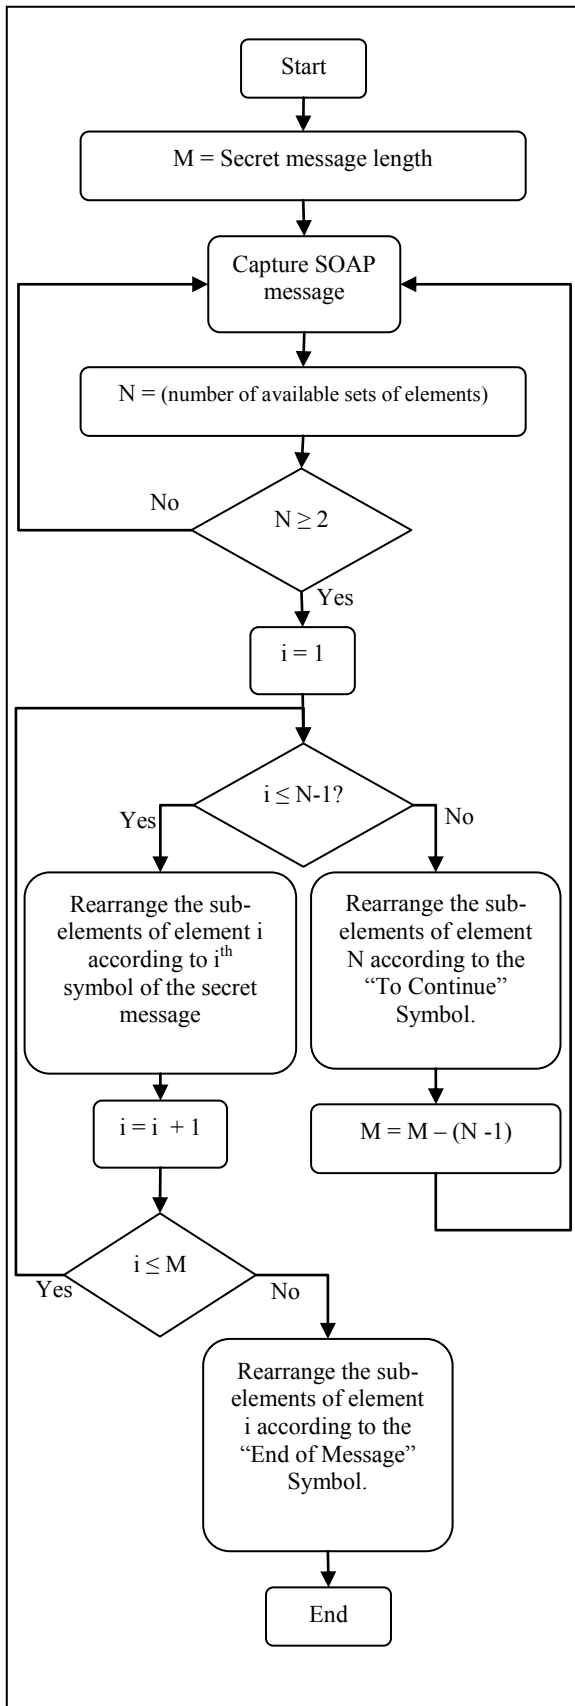 Start
M = Secret message length
Capture SOAP
message
N = (number of available sets of elements)
No
N ≥ 2
Yes
i = 1
i ≤ N-1?
Yes
No
Rearrange the sub-
elements of element i
according to iᵗʰ
symbol of the secret
message
Rearrange the sub-
elements of element
N according to the
“To Continue”
Symbol.
i = i + 1
M = M – (N -1)
i ≤ M
Yes
No
Rearrange the sub-
elements of element
i according to the
“End of Message”
Symbol.
End